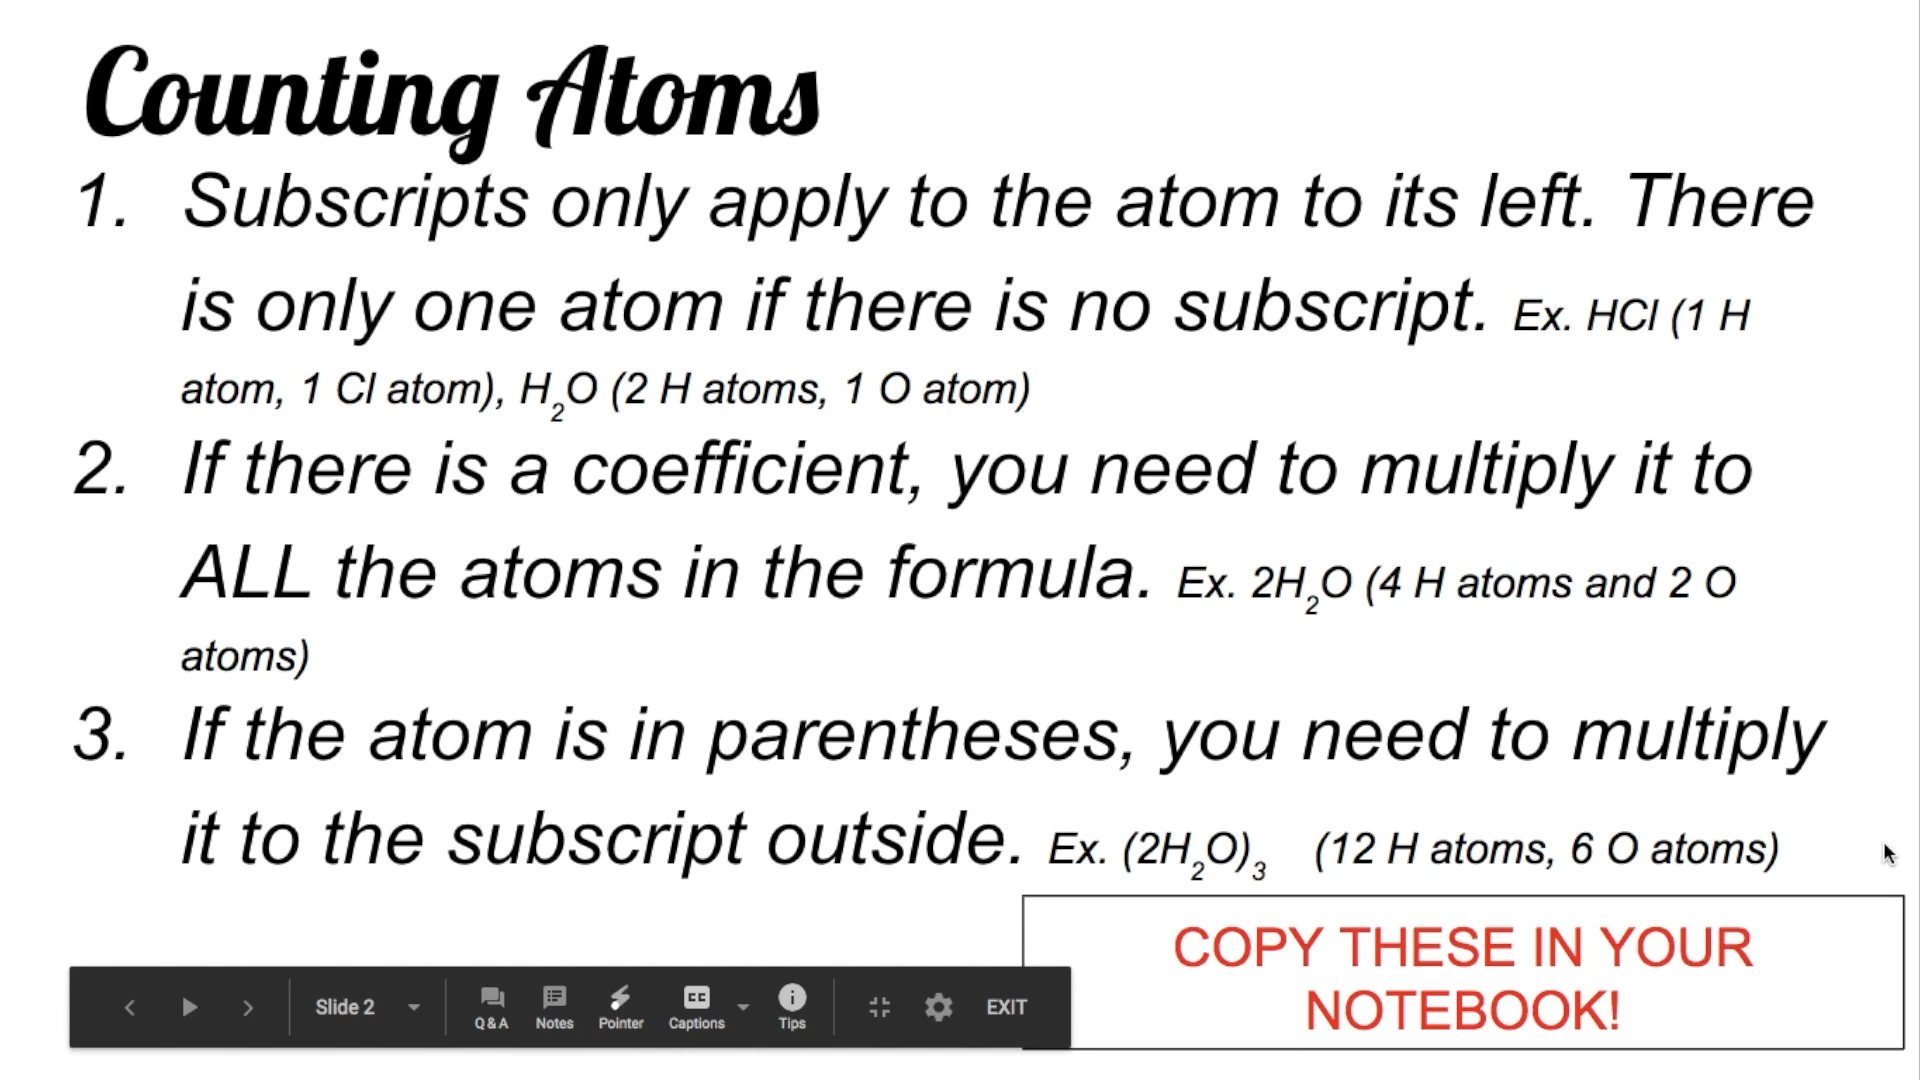 Counting Atoms
1. Subscripts only apply to the atom to its left. There
is only one atom if there is no subscript. Ex. HCl (1 H
atom, 1 Cl atom), H₂O (2 H atoms, 1 O atom)
2. If there is a coefficient, you need to multiply it to
ALL the atoms in the formula. Ex. 2H₂O (4 H atoms and 2 O
atoms)
3. If the atom is in parentheses, you need to multiply
it to the subscript outside. Ex. (2H₂O)₃ (12 H atoms, 6 O atoms)
COPY THESE IN YOUR
NOTEBOOK!
Slide 2 Q&A Notes Pointer CC Captions Tips EXIT